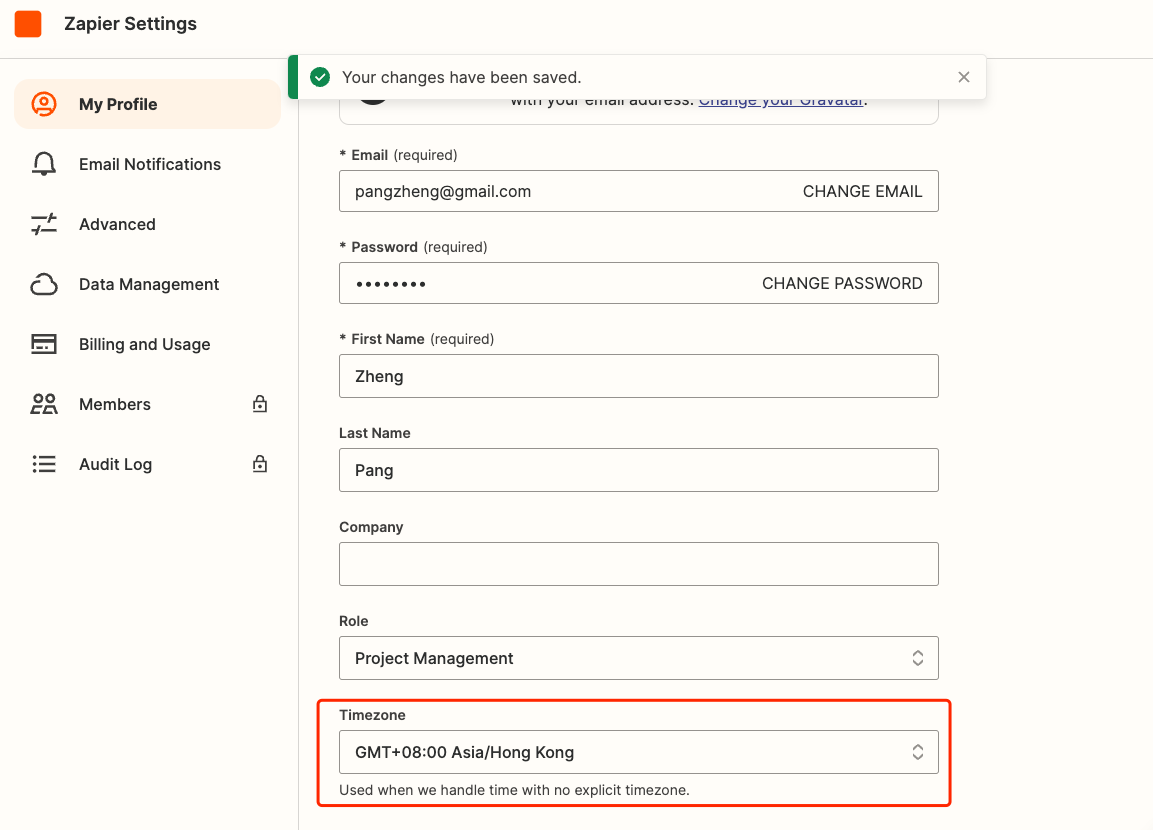 Zapier Settings
Your changes have been saved.
My Profile
Email Notifications
Advanced
Data Management
Billing and Usage
Members
Audit Log
with your email address. Change your Gravatar.
* Email (required)
pangzheng@gmail.com CHANGE EMAIL
* Password (required)
•••••••• CHANGE PASSWORD
* First Name (required)
Zheng
Last Name
Pang
Company
Role
Project Management
Timezone
GMT+08:00 Asia/Hong Kong
Used when we handle time with no explicit timezone.